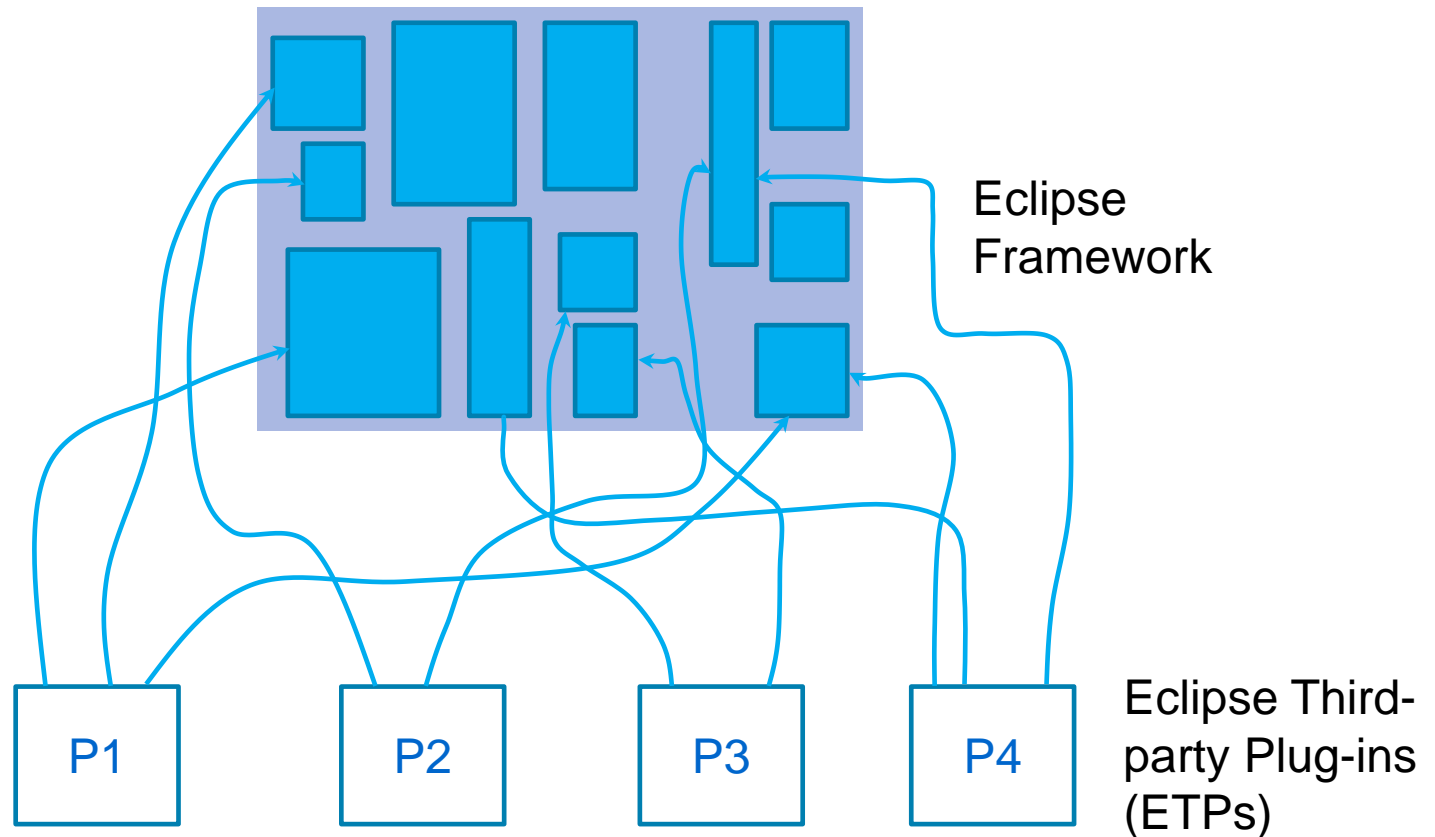 Eclipse
Framework
P1
P2
P3
P4
Eclipse Third-
party Plug-ins
(ETPs)